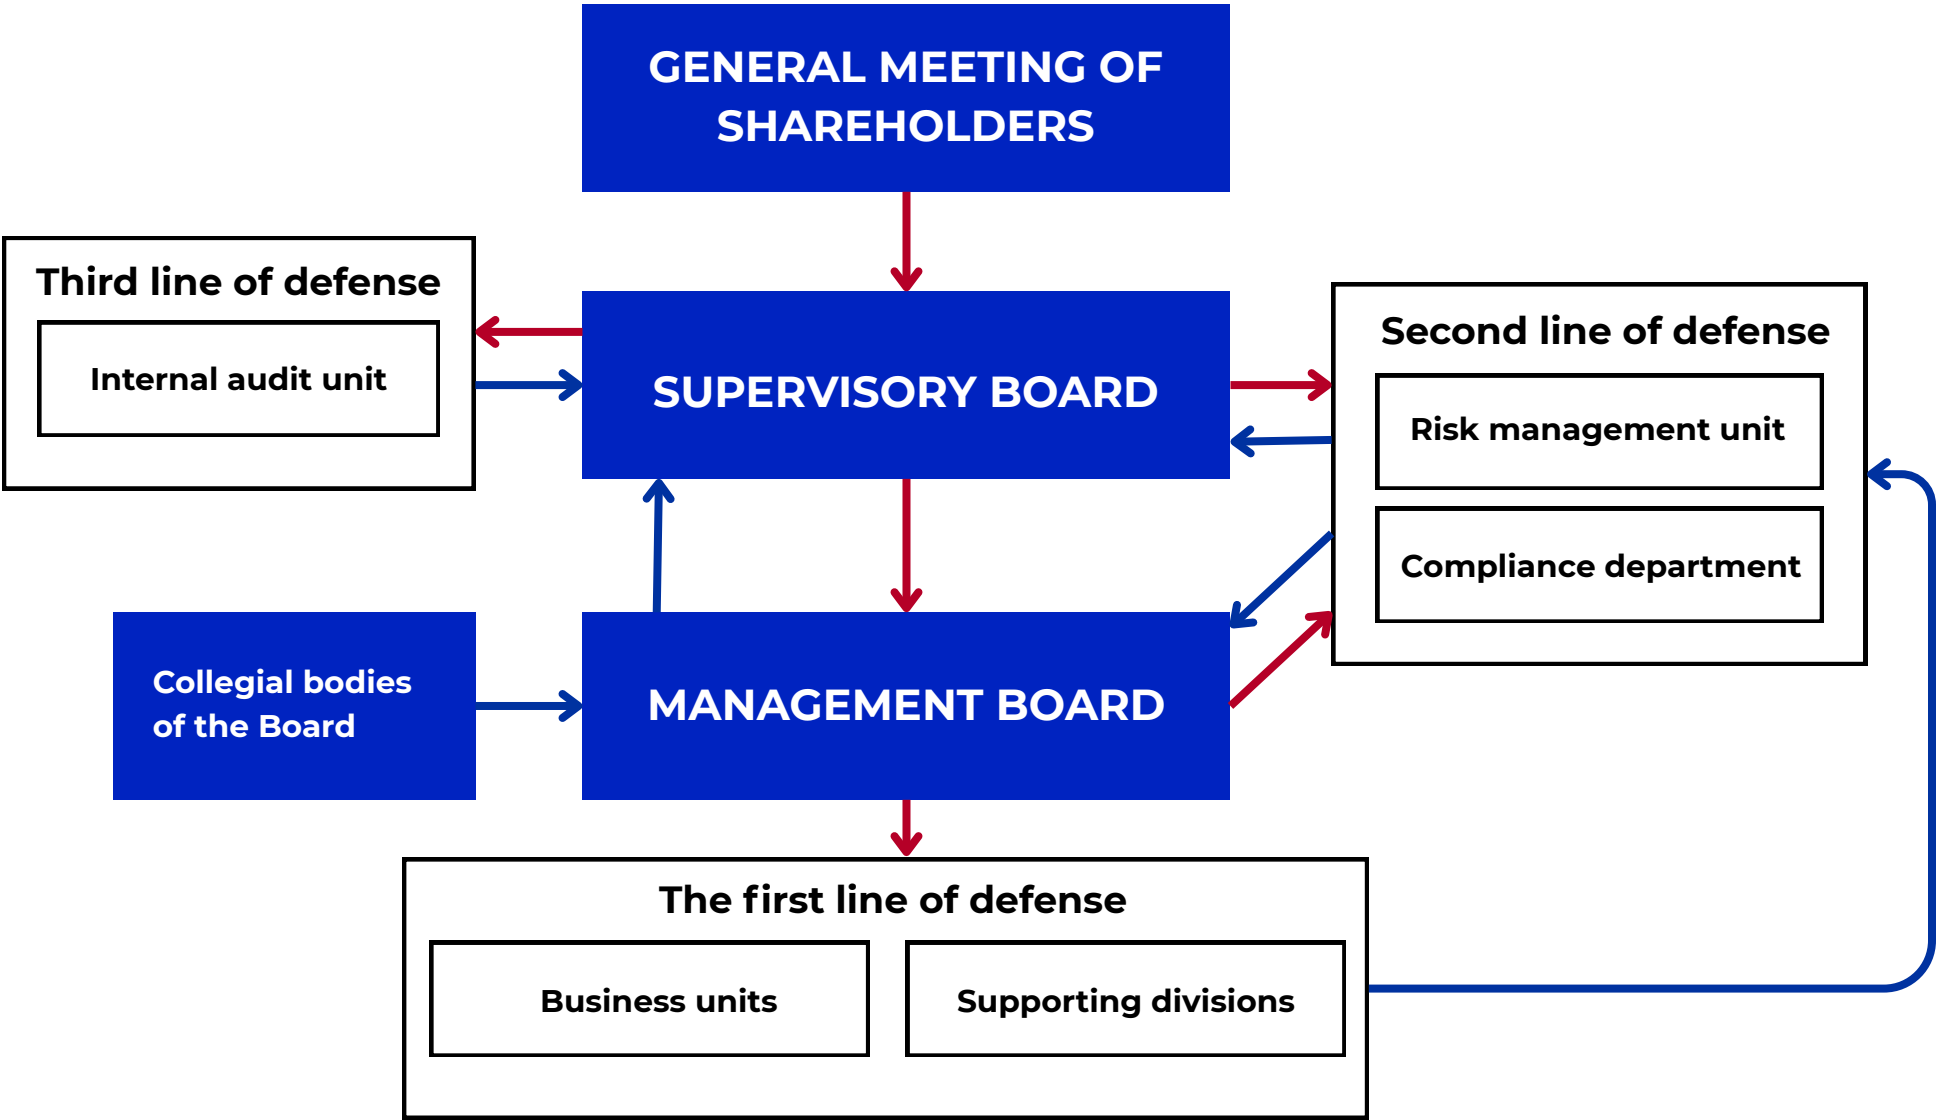 GENERAL MEETING OF
SHAREHOLDERS
Third line of defense
Internal audit unit
SUPERVISORY BOARD
Second line of defense
Risk management unit
Compliance department
Collegial bodies
of the Board
MANAGEMENT BOARD
The first line of defense
Business units
Supporting divisions